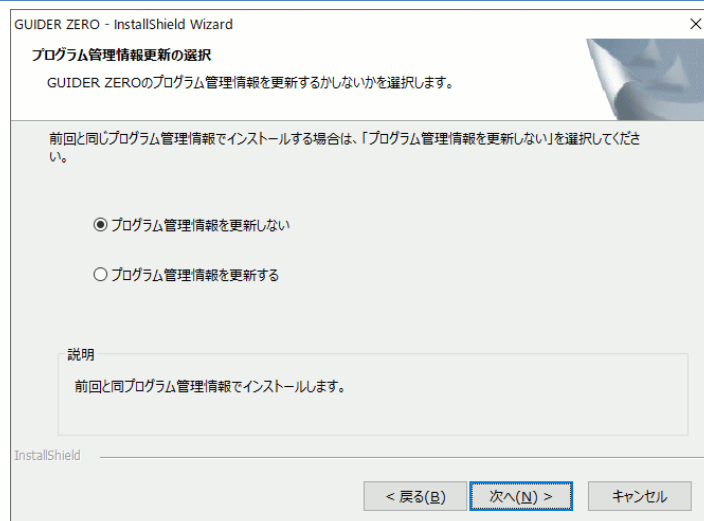 GUIDER ZERO - InstallShield Wizard
プログラム管理情報更新の選択
GUIDER ZEROのプログラム管理情報を更新するかしないかを選択します。
前回と同じプログラム管理情報でインストールする場合は、「プログラム管理情報を更新しない」を選択してくださ
い。
プログラム管理情報を更新しない
プログラム管理情報を更新する
説明
前回と同プログラム管理情報でインストールします。
InstallShield
< 戻る(B)
次へ(N) >
キャンセル